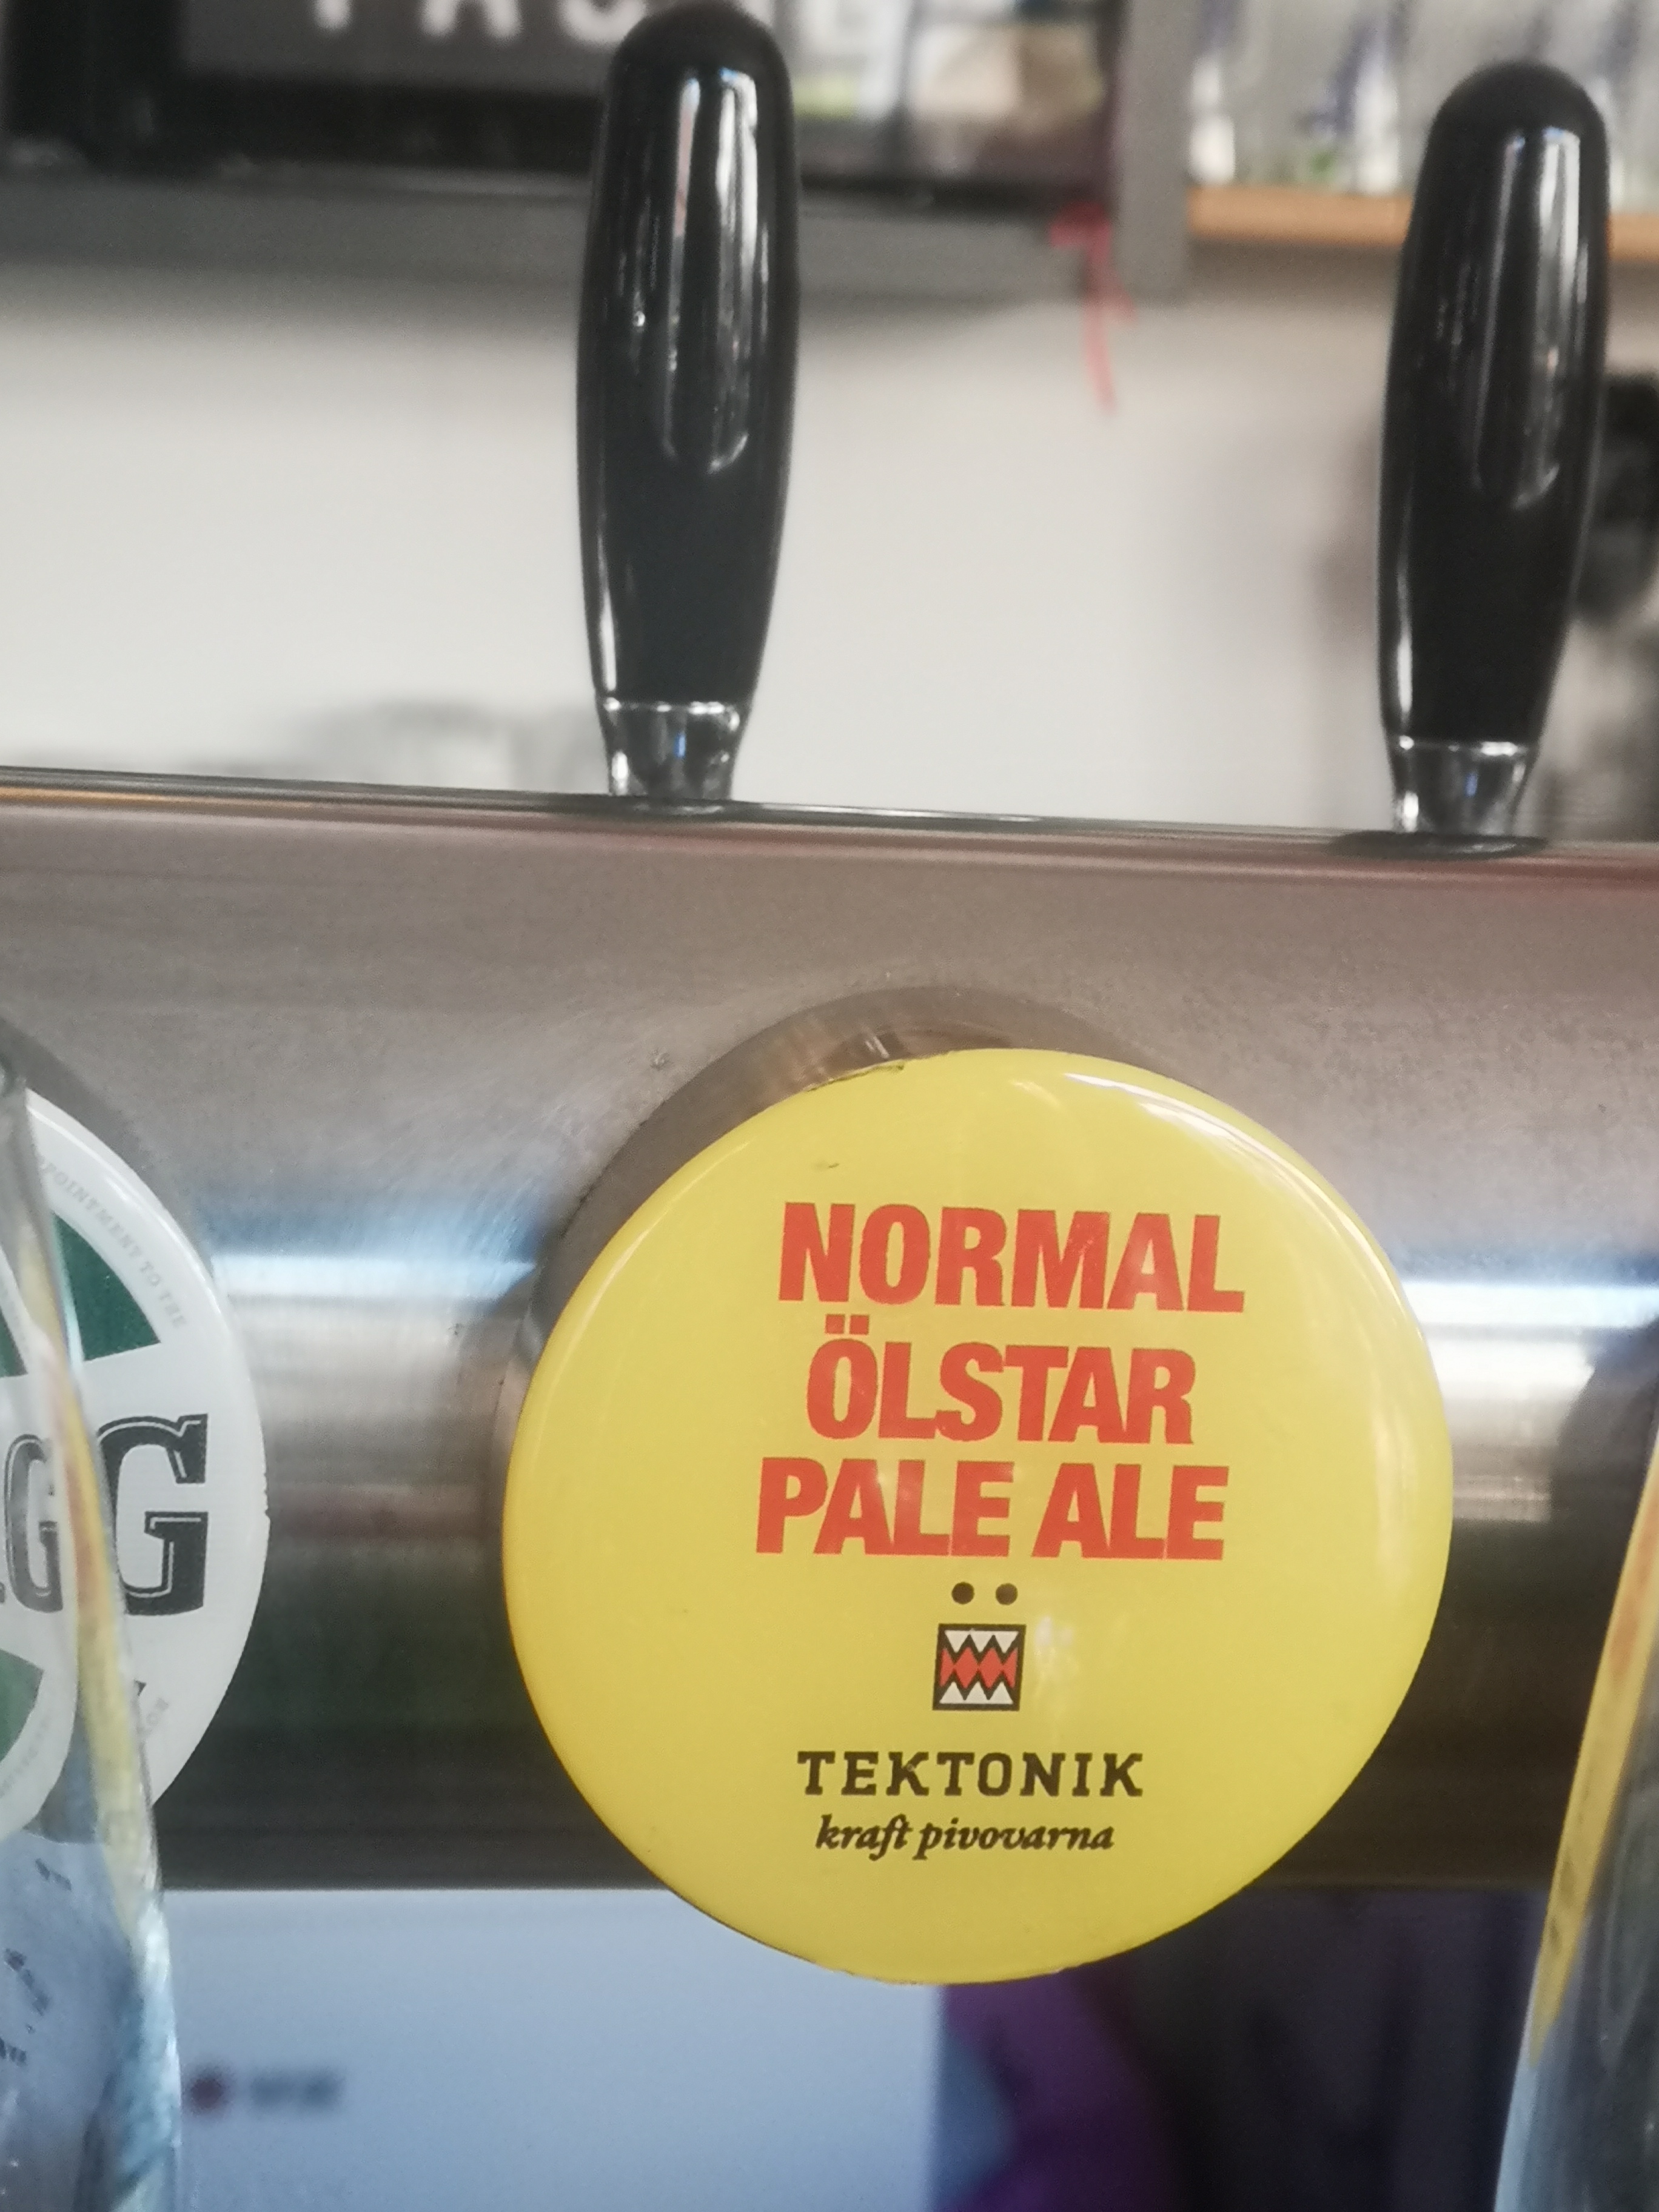 NORMAL
ÖLSTAR
PALE ALE
TEKTONIK
kraft pivovarna